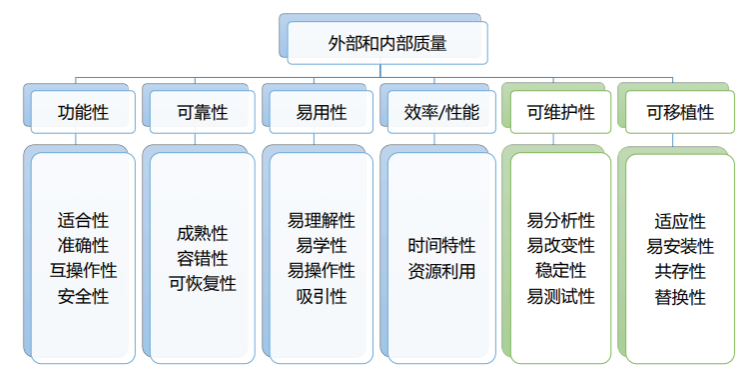 外部和内部质量
功能性
可靠性
易用性
效率/性能
可维护性
可移植性
适合性
准确性
互操作性
安全性
成熟性
容错性
可恢复性
易理解性
易学性
易操作性
吸引性
时间特性
资源利用
易分析性
易改变性
稳定性
易测试性
适应性
易安装性
共存性
替换性